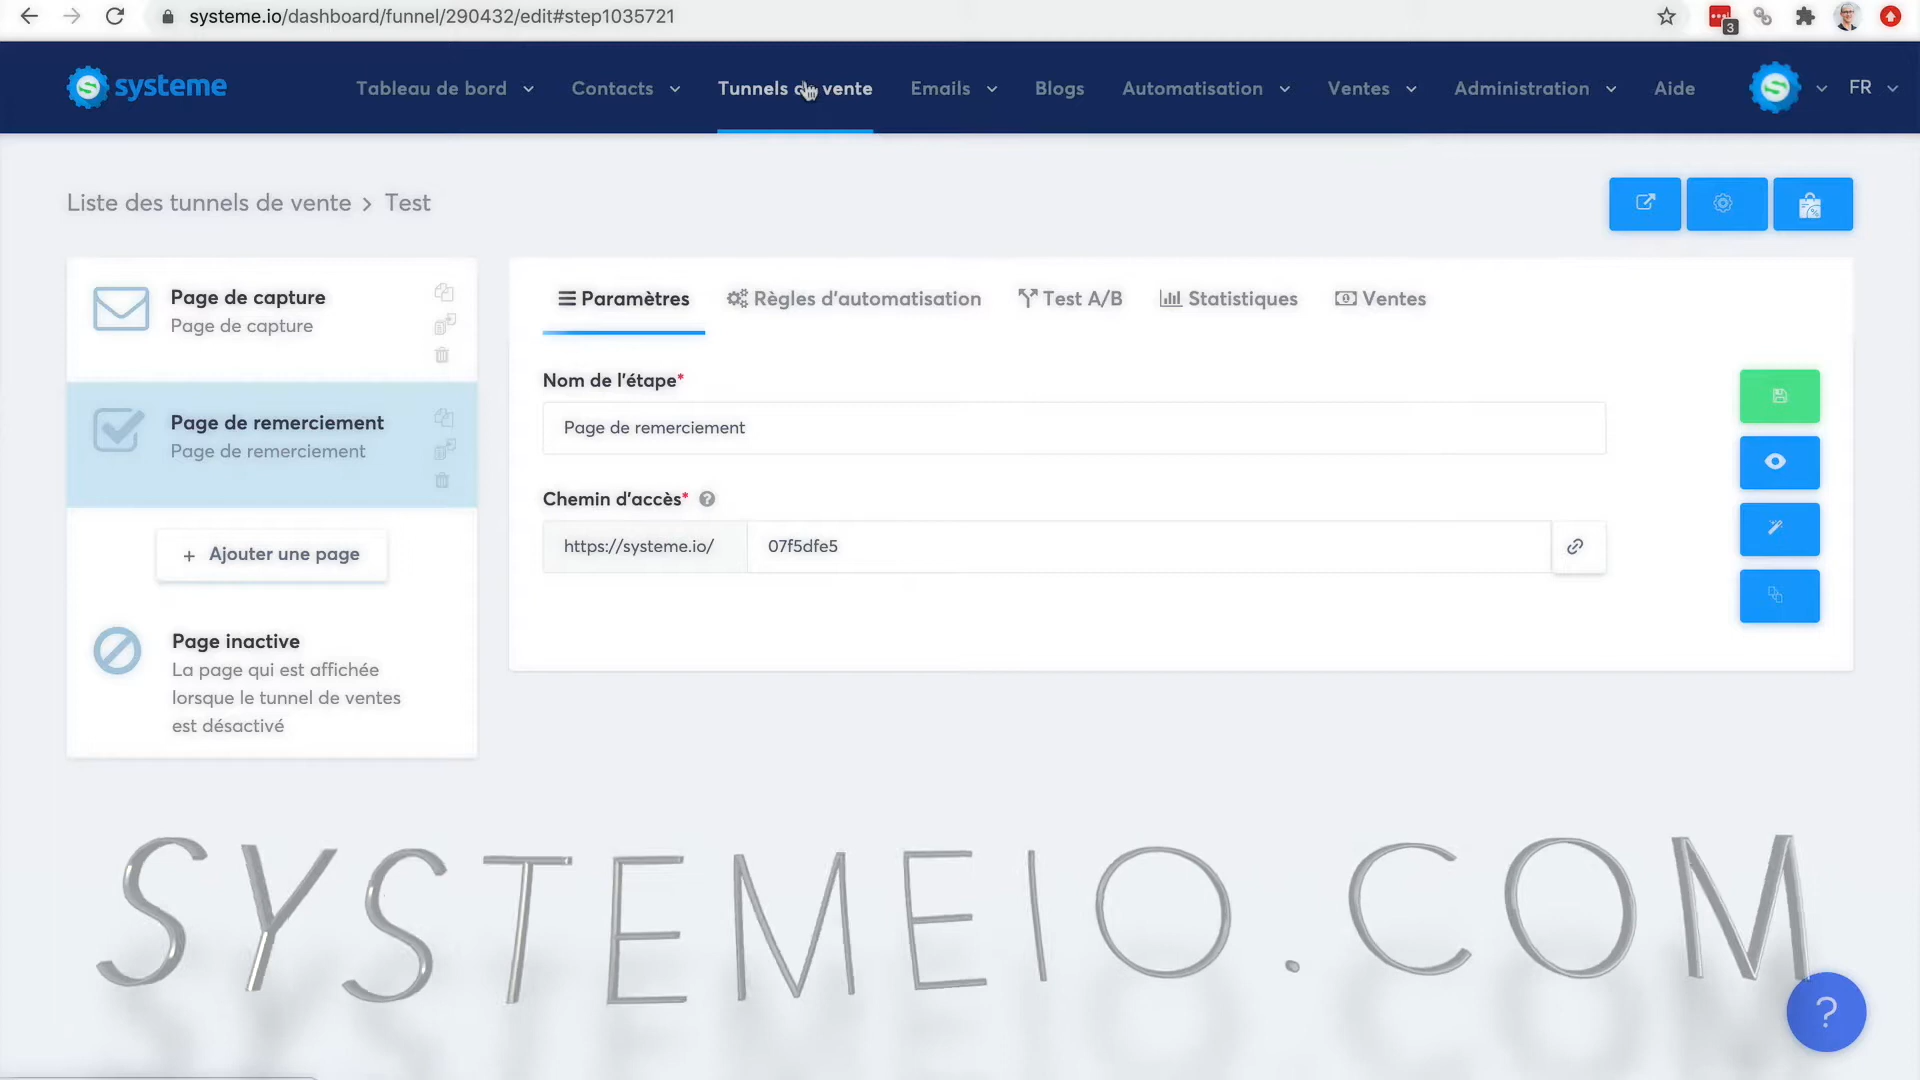 systeme.io/dashboard/funnel/290432/edit#step1035721
3
systeme
Tableau de bord
Contacts
Tunnels de vente
Emails
Blogs
Automatisation
Ventes
Administration
Aide
FR
Liste des tunnels de vente > Test
Page de capture
Page de capture
Page de remerciement
Page de remerciement
+ Ajouter une page
Page inactive
La page qui est affichée
lorsque le tunnel de ventes
est désactivé
Paramètres
Règles d'automatisation
Test A/B
Statistiques
Ventes
Nom de l'étape*
Page de remerciement
Chemin d'accès* ?
https://systeme.io/
07f5dfe5
SYSTEMEIO.COM
?